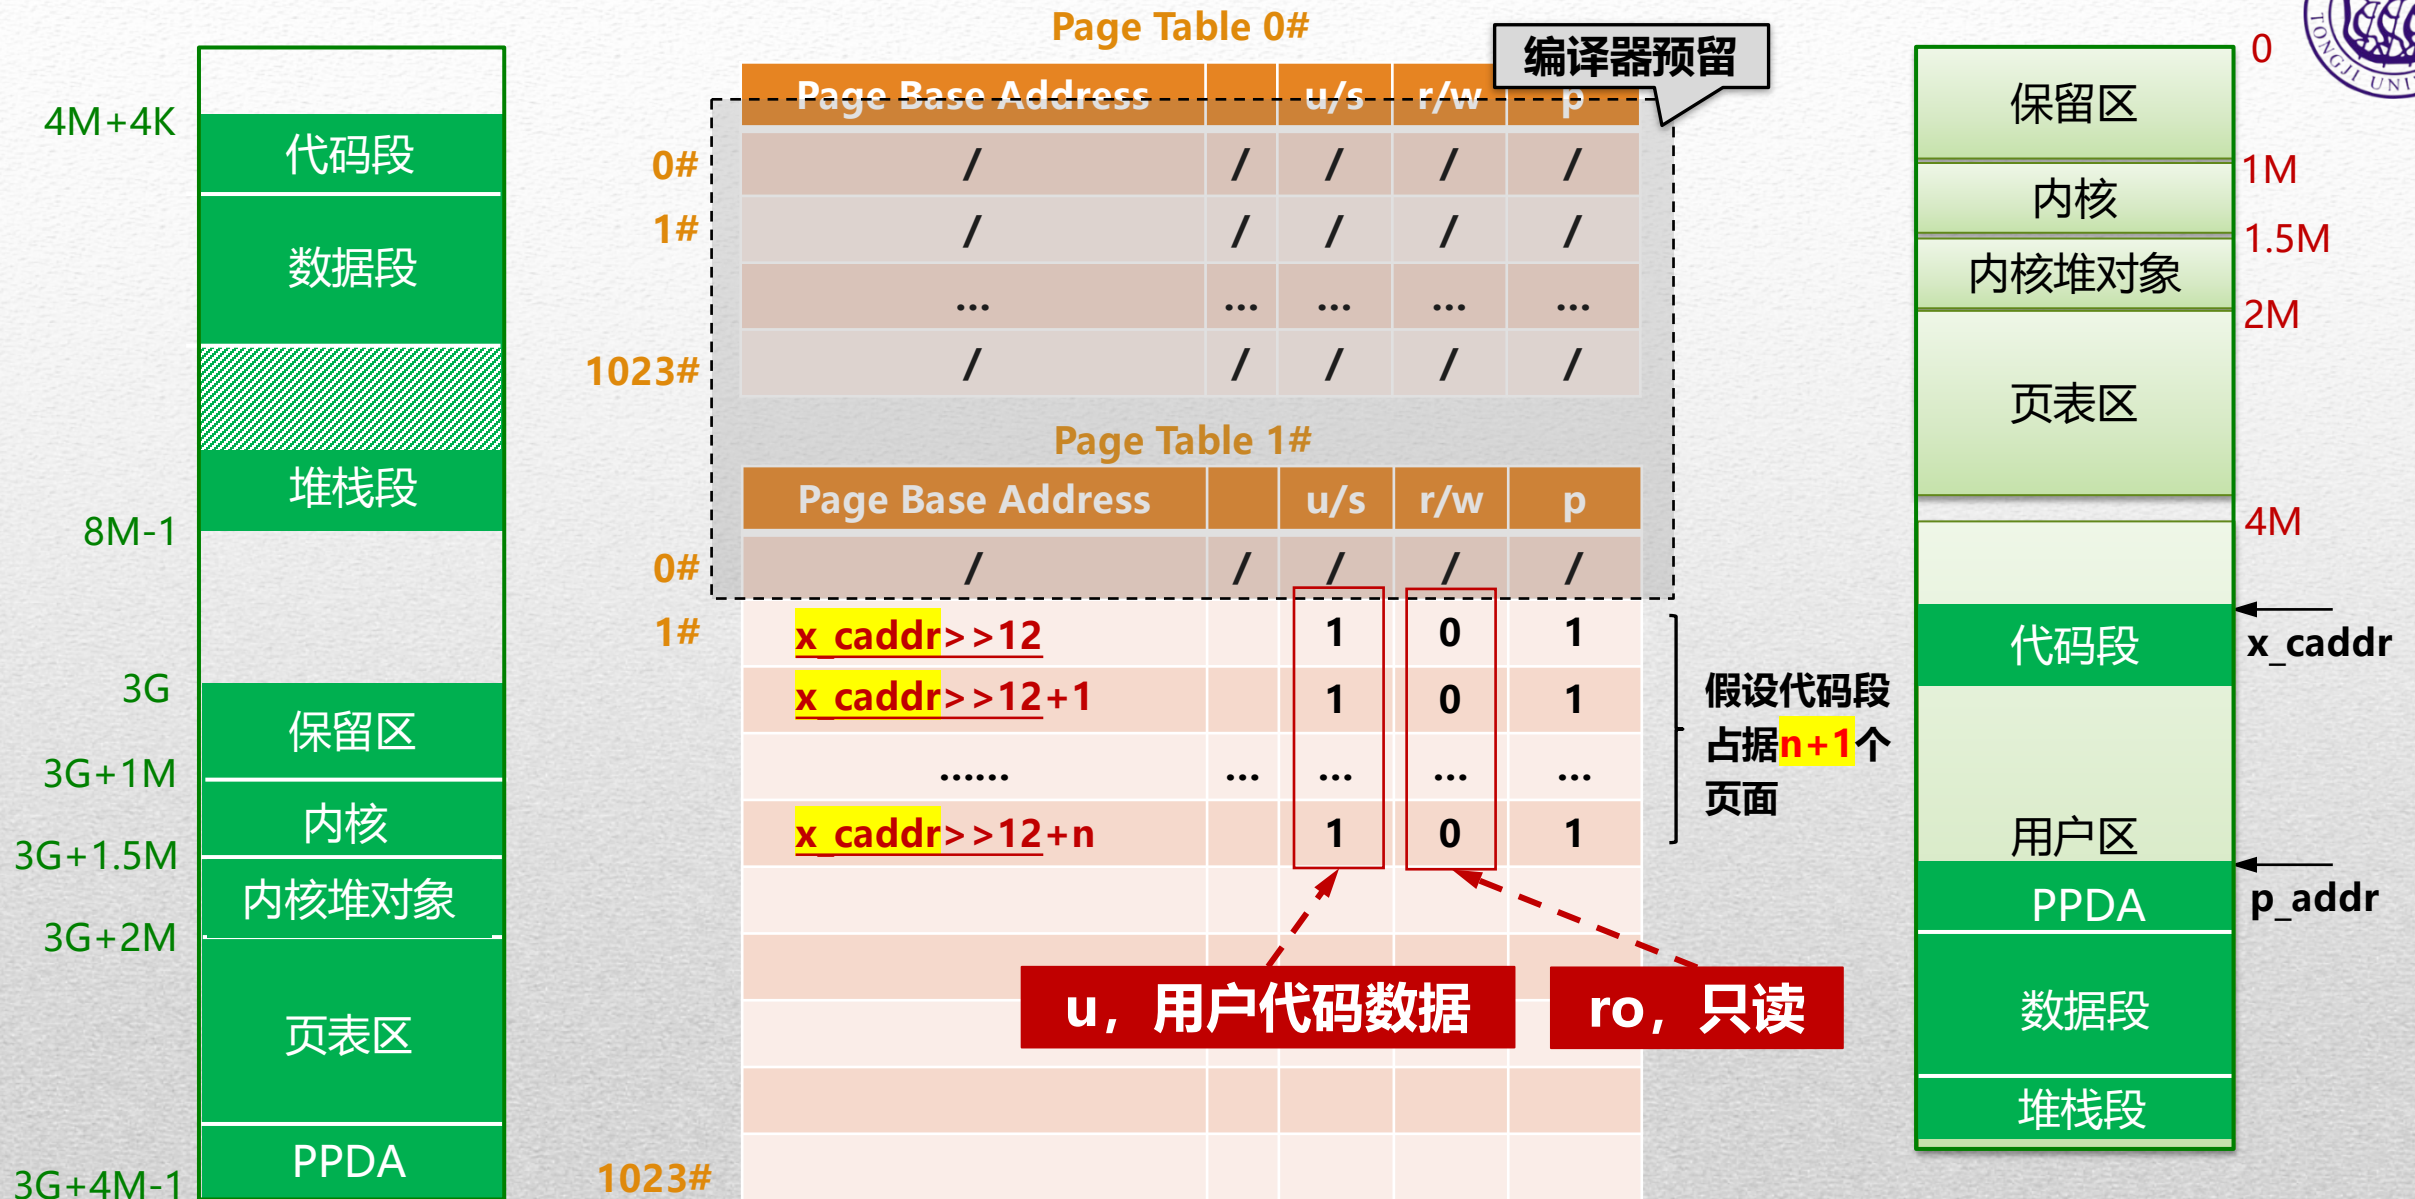 4M+4K
代码段
数据段
堆栈段
8M-1
3G
保留区
3G+1M
内核
3G+1.5M
内核堆对象
3G+2M
页表区
PPDA
3G+4M-1
Page Table 0#
编译器预留
Page Base Address u/s r/w p
0# / / / / /
1# / / / / /
... ... ... ... ...
1023# / / / / /
Page Table 1#
Page Base Address u/s r/w p
0# / / / / /
1# x_caddr>>12 1 0 1
x_caddr>>12+1 1 0 1
...... ... ... ... ...
x_caddr>>12+n 1 0 1
1023#
假设代码段
占据n+1个
页面
u，用户代码数据
ro，只读
0
保留区
1M
内核
1.5M
内核堆对象
2M
页表区
4M
代码段
x_caddr
用户区
PPDA
p_addr
数据段
堆栈段
TONGJI UNI